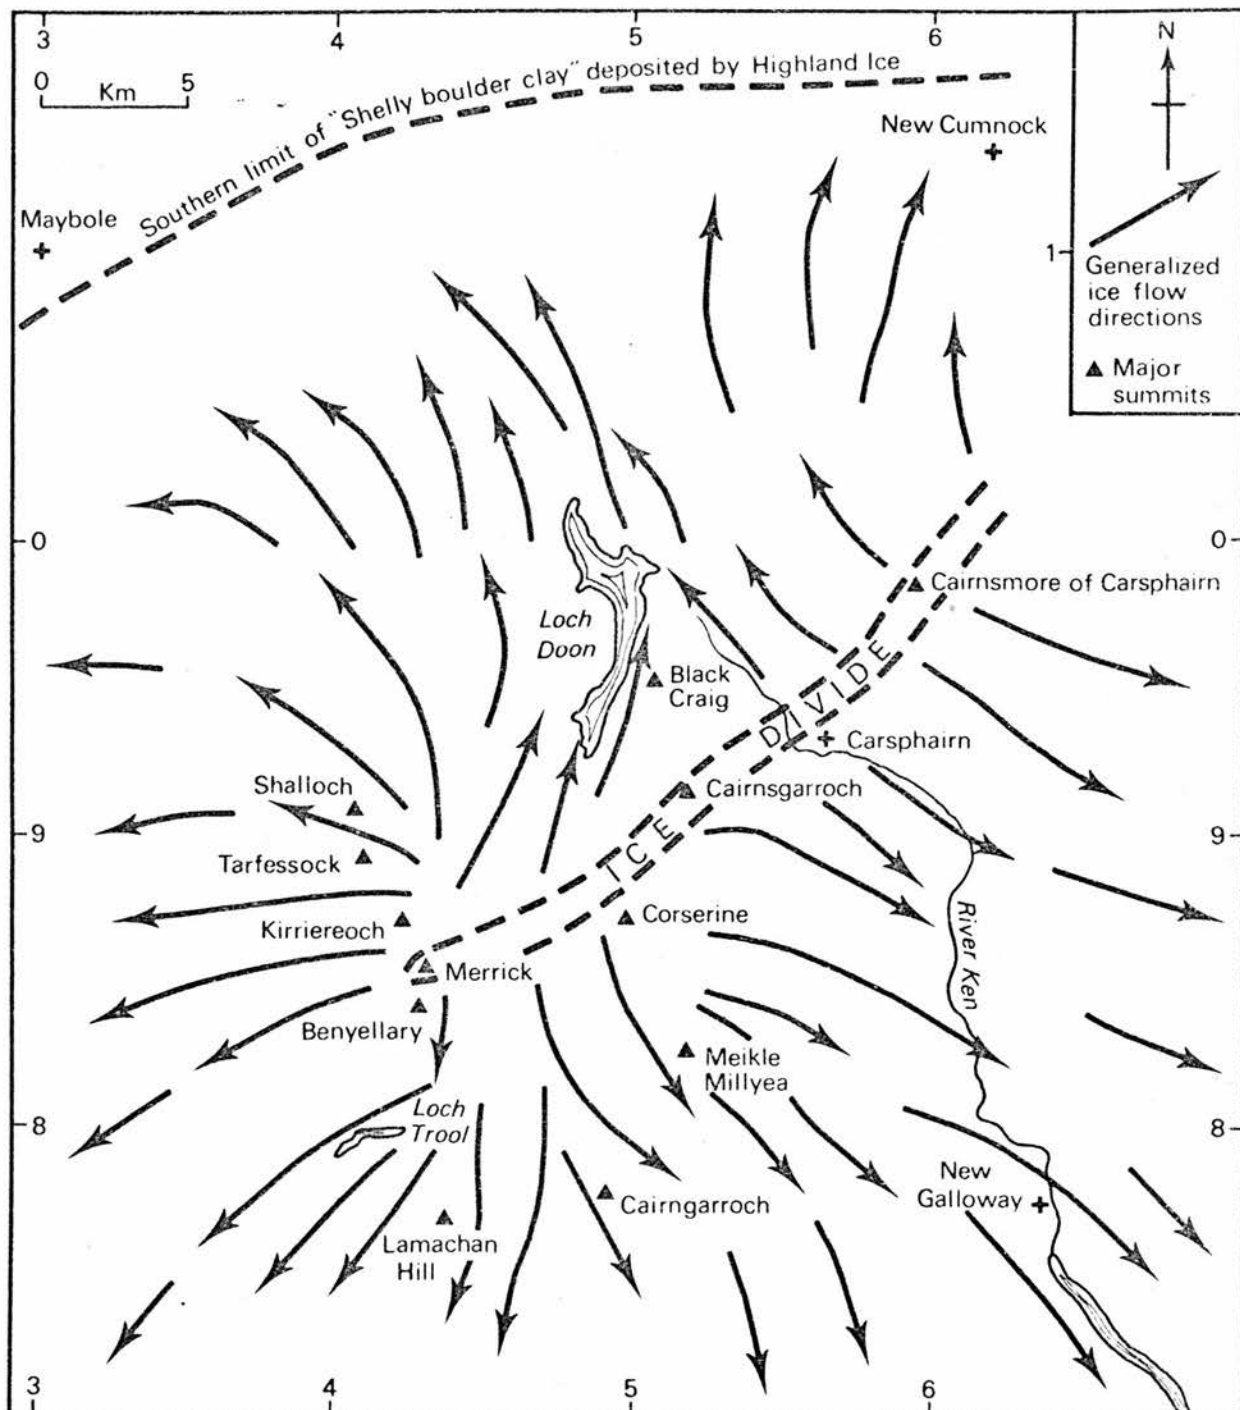 3 4 5 6
0 5
Km
Southern limit of "Shelly boulder clay" deposited by Highland Ice
N
New Cumnock
Maybole
1
Generalized
ice flow
directions
Major
summits
0 0
Cairnsmore of Carsphairn
Loch
Doon
Black
Craig
ICE DIVIDE
Carsphairn
Shalloch
Cairnsgarroch
9 9
Tarfessock
Kirriereoch
Corserine
River Ken
Merrick
Benyellary
Meikle
Millyea
Loch
Trool
8 8
New
Galloway
Cairngarroch
Lamachan
Hill
3 4 5 6